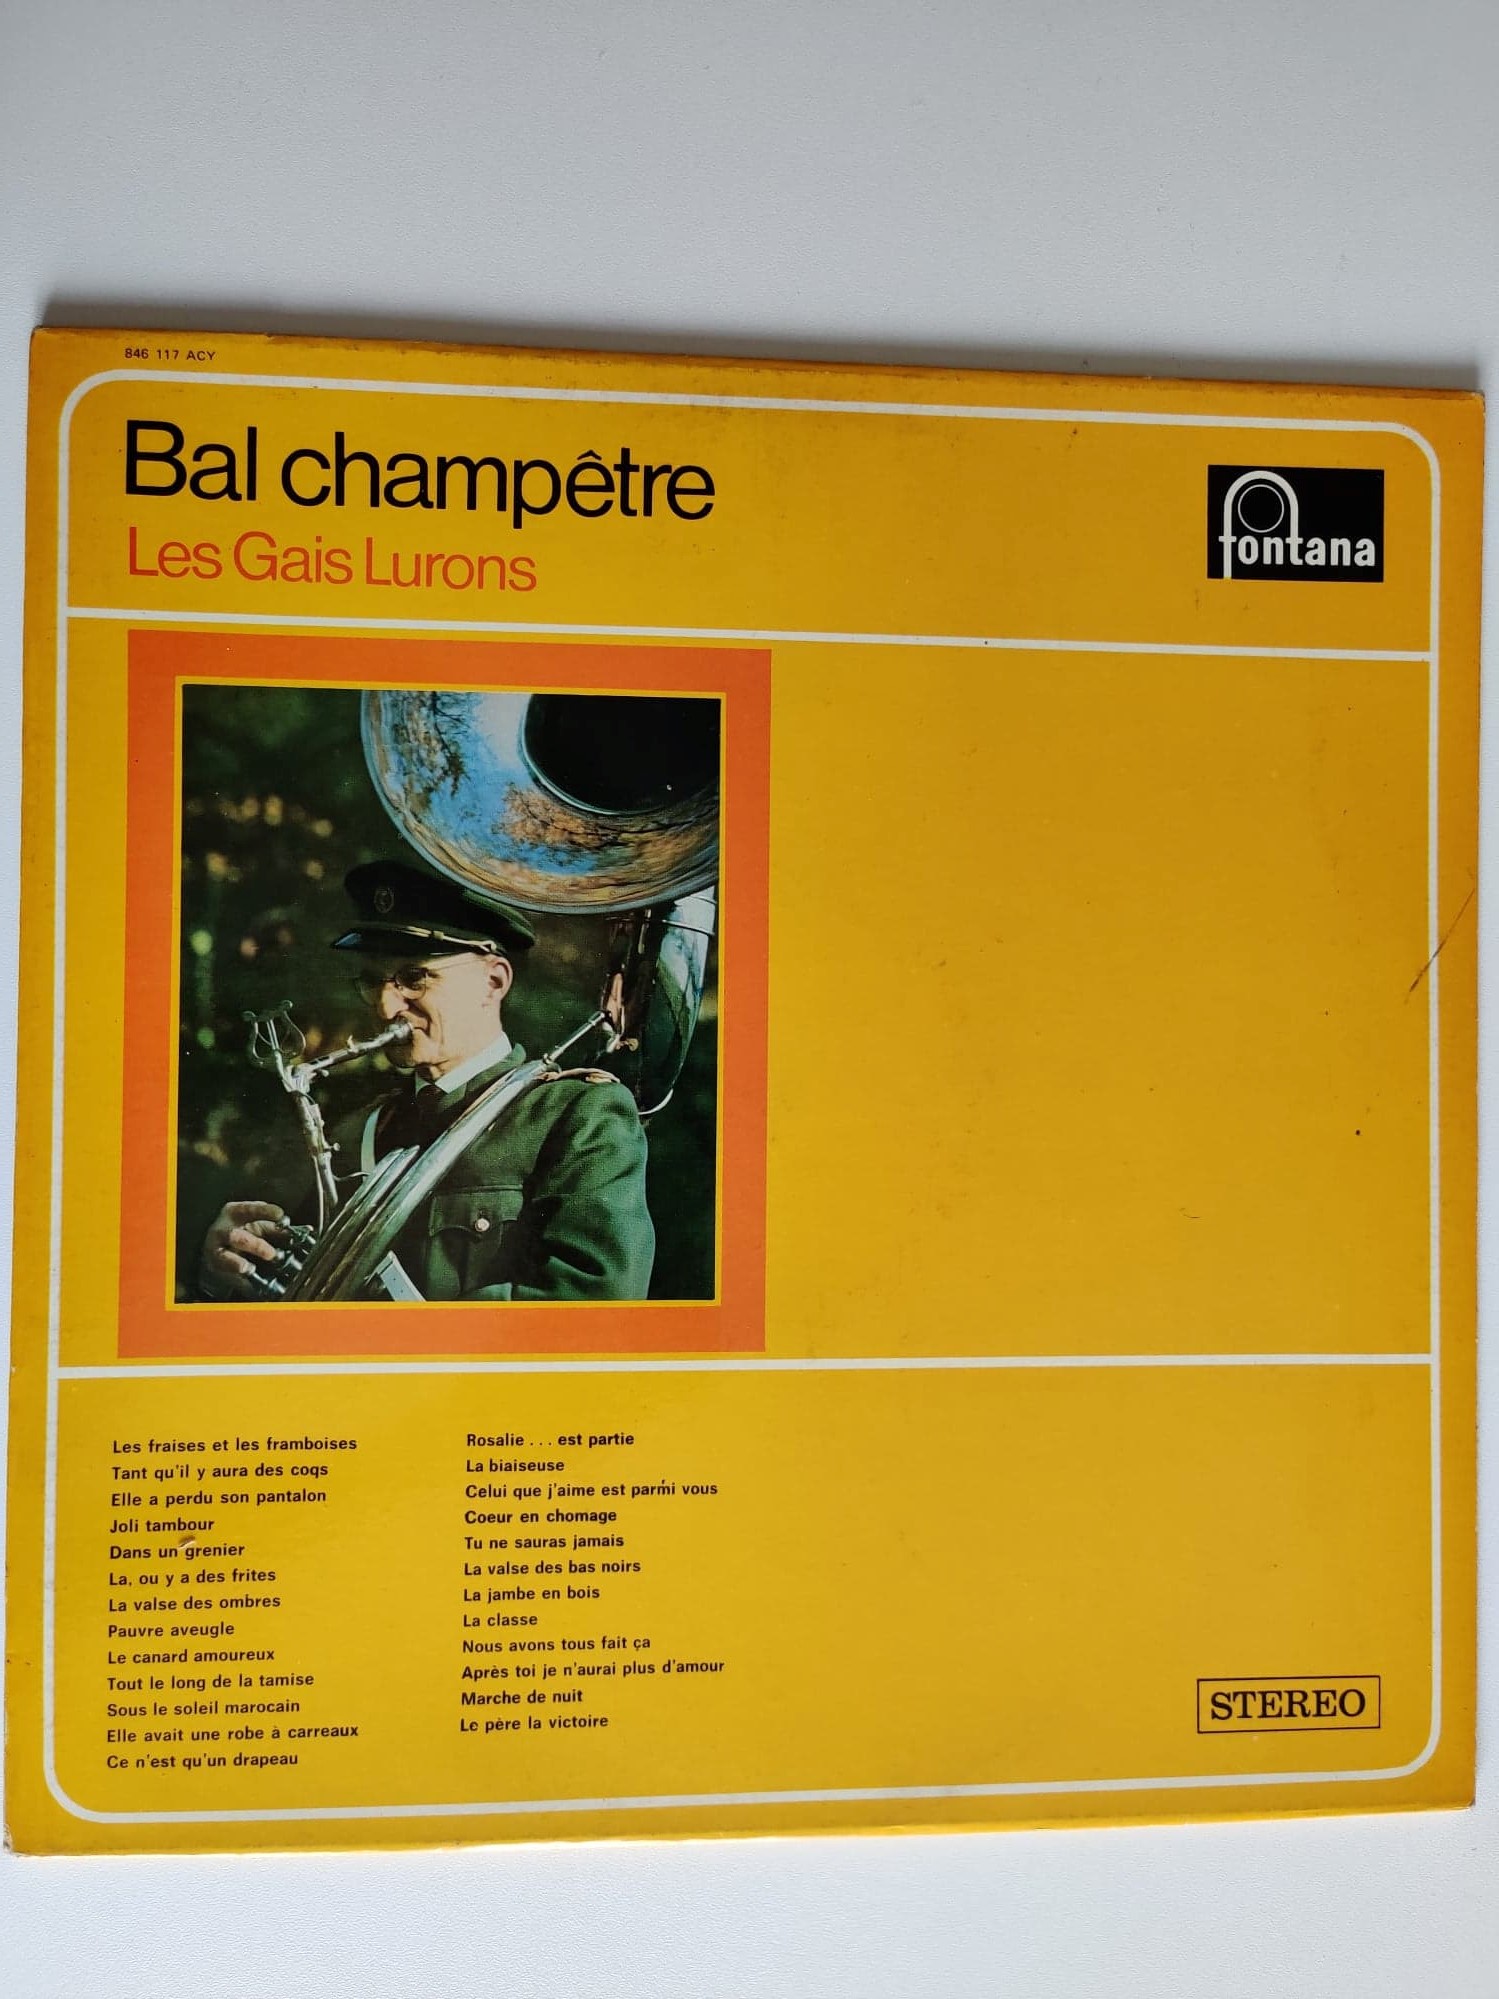 846 117 ACY
Bal champêtre
Les Gais Lurons
fontana
Les fraises et les framboises
Tant qu'il y aura des coqs
Elle a perdu son pantalon
Joli tambour
Dans un grenier
La, ou y a des frites
La valse des ombres
Pauvre aveugle
Le canard amoureux
Tout le long de la tamise
Sous le soleil marocain
Elle avait une robe à carreaux
Ce n'est qu'un drapeau
Rosalie . . . est partie
La biaiseuse
Celui que j'aime est parmi vous
Coeur en chomage
Tu ne sauras jamais
La valse des bas noirs
La jambe en bois
La classe
Nous avons tous fait ça
Après toi je n'aurai plus d'amour
Marche de nuit
Le père la victoire
STEREO